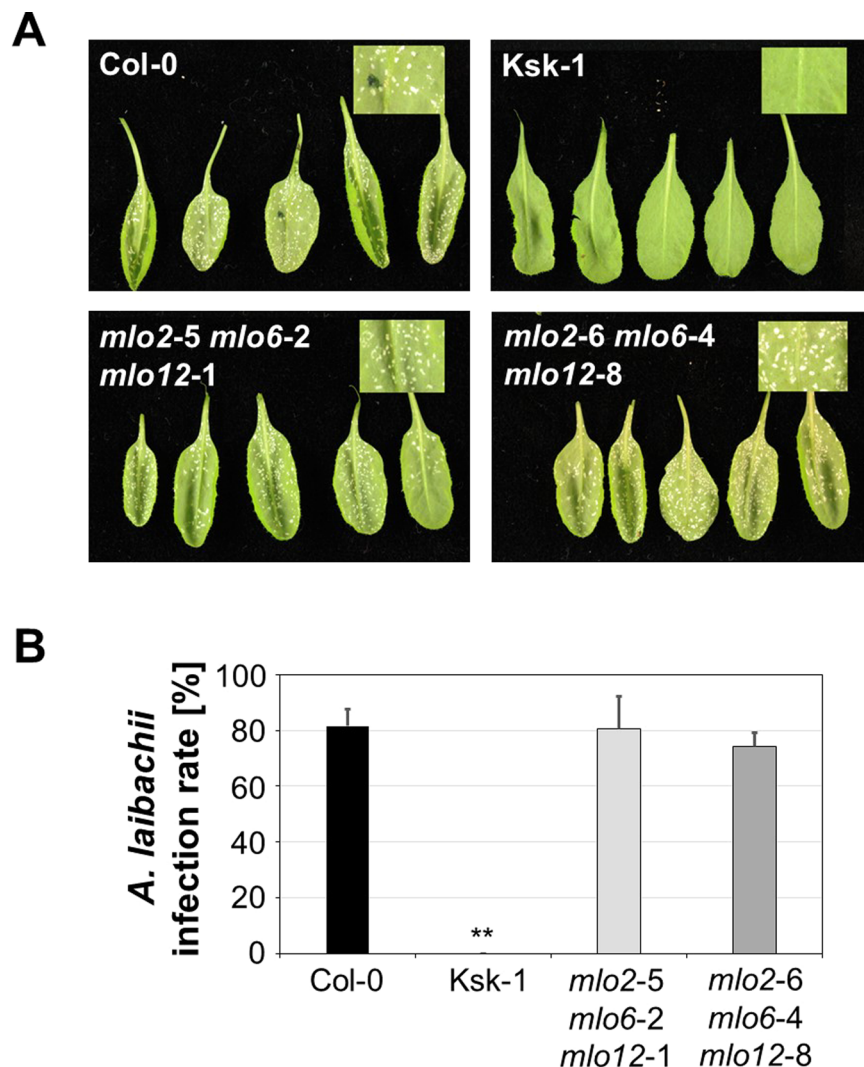 A
Col-0
Ksk-1
mlo2-5 mlo6-2
mlo12-1
mlo2-6 mlo6-4
mlo12-8
B
A. laibachii
infection rate [%]
100
80
60
40
20
0
**
Col-0
Ksk-1
mlo2-5
mlo6-2
mlo12-1
mlo2-6
mlo6-4
mlo12-8